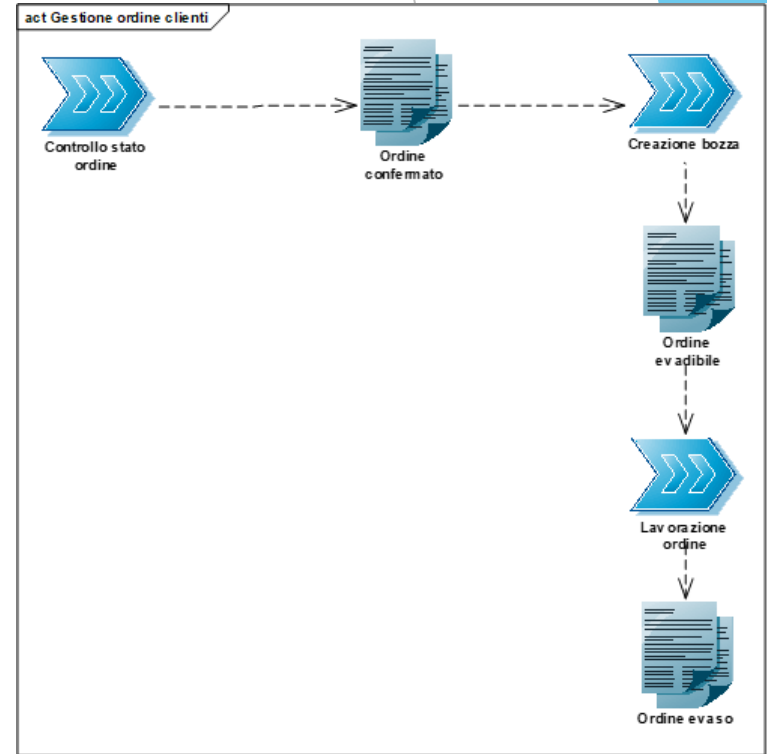 act Gestione ordine clienti
Controllo stato
ordine
Ordine
confermato
Creazione bozza
Ordine
evadibile
Lavorazione
ordine
Ordine evaso